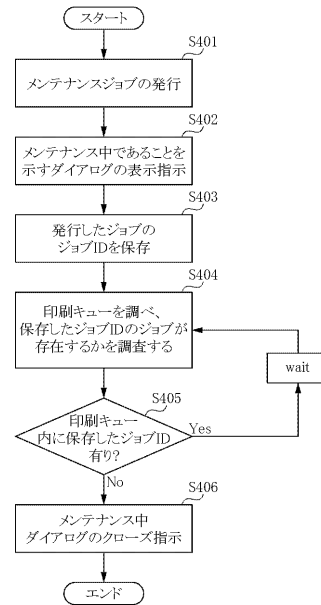 スタート
S401
メンテナンスジョブの発行
S402
メンテナンス中であることを
示すダイアログの表示指示
S403
発行したジョブの
ジョブIDを保存
S404
印刷キューを調べ、
保存したジョブIDのジョブが
存在するかを調査する
wait
S405
印刷キュー
内に保存したジョブID
有り?
Yes
No
S406
メンテナンス中
ダイアログのクローズ指示
エンド